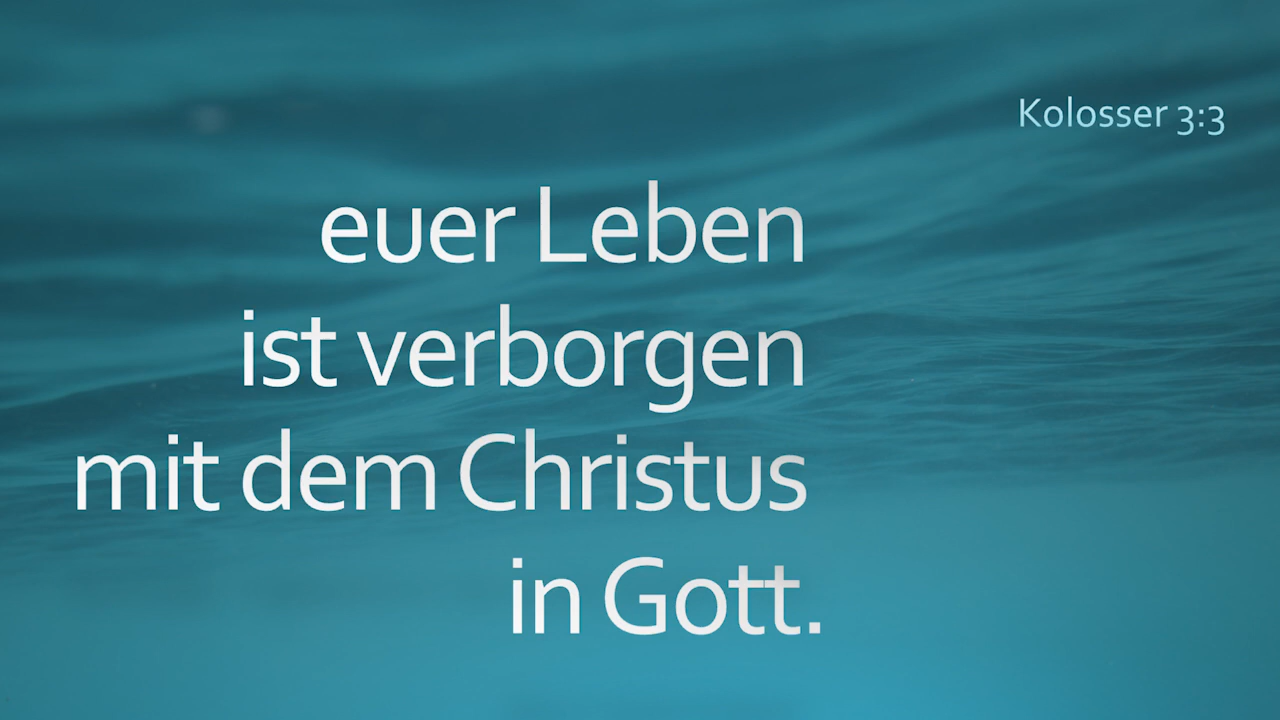 Kolosser 3:3
euer Leben
ist verborgen
mit dem Christus
in Gott.